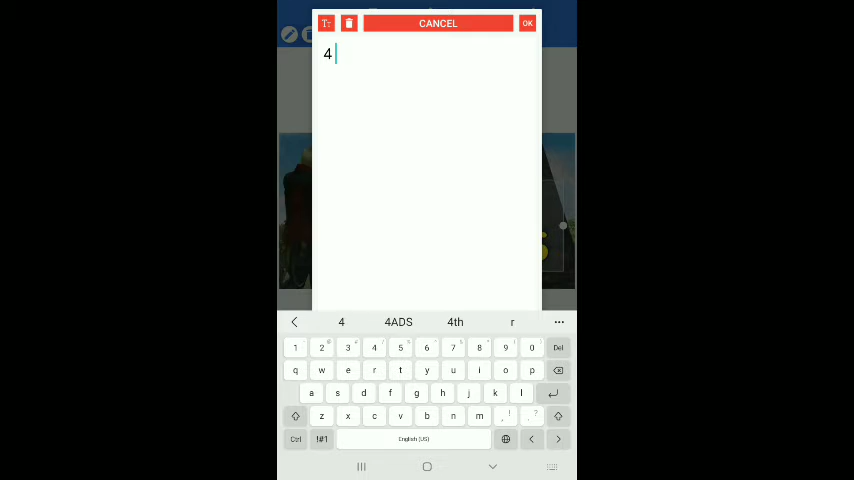 Tт CANCEL OK
4
4 4ADS 4th r ...
1 2 3 4 5 6 7 8 9 0 Del
q w e r t y u i o p
a s d f g h j k l
z x c v b n m , ! . ?
Ctrl !#1 English (US)